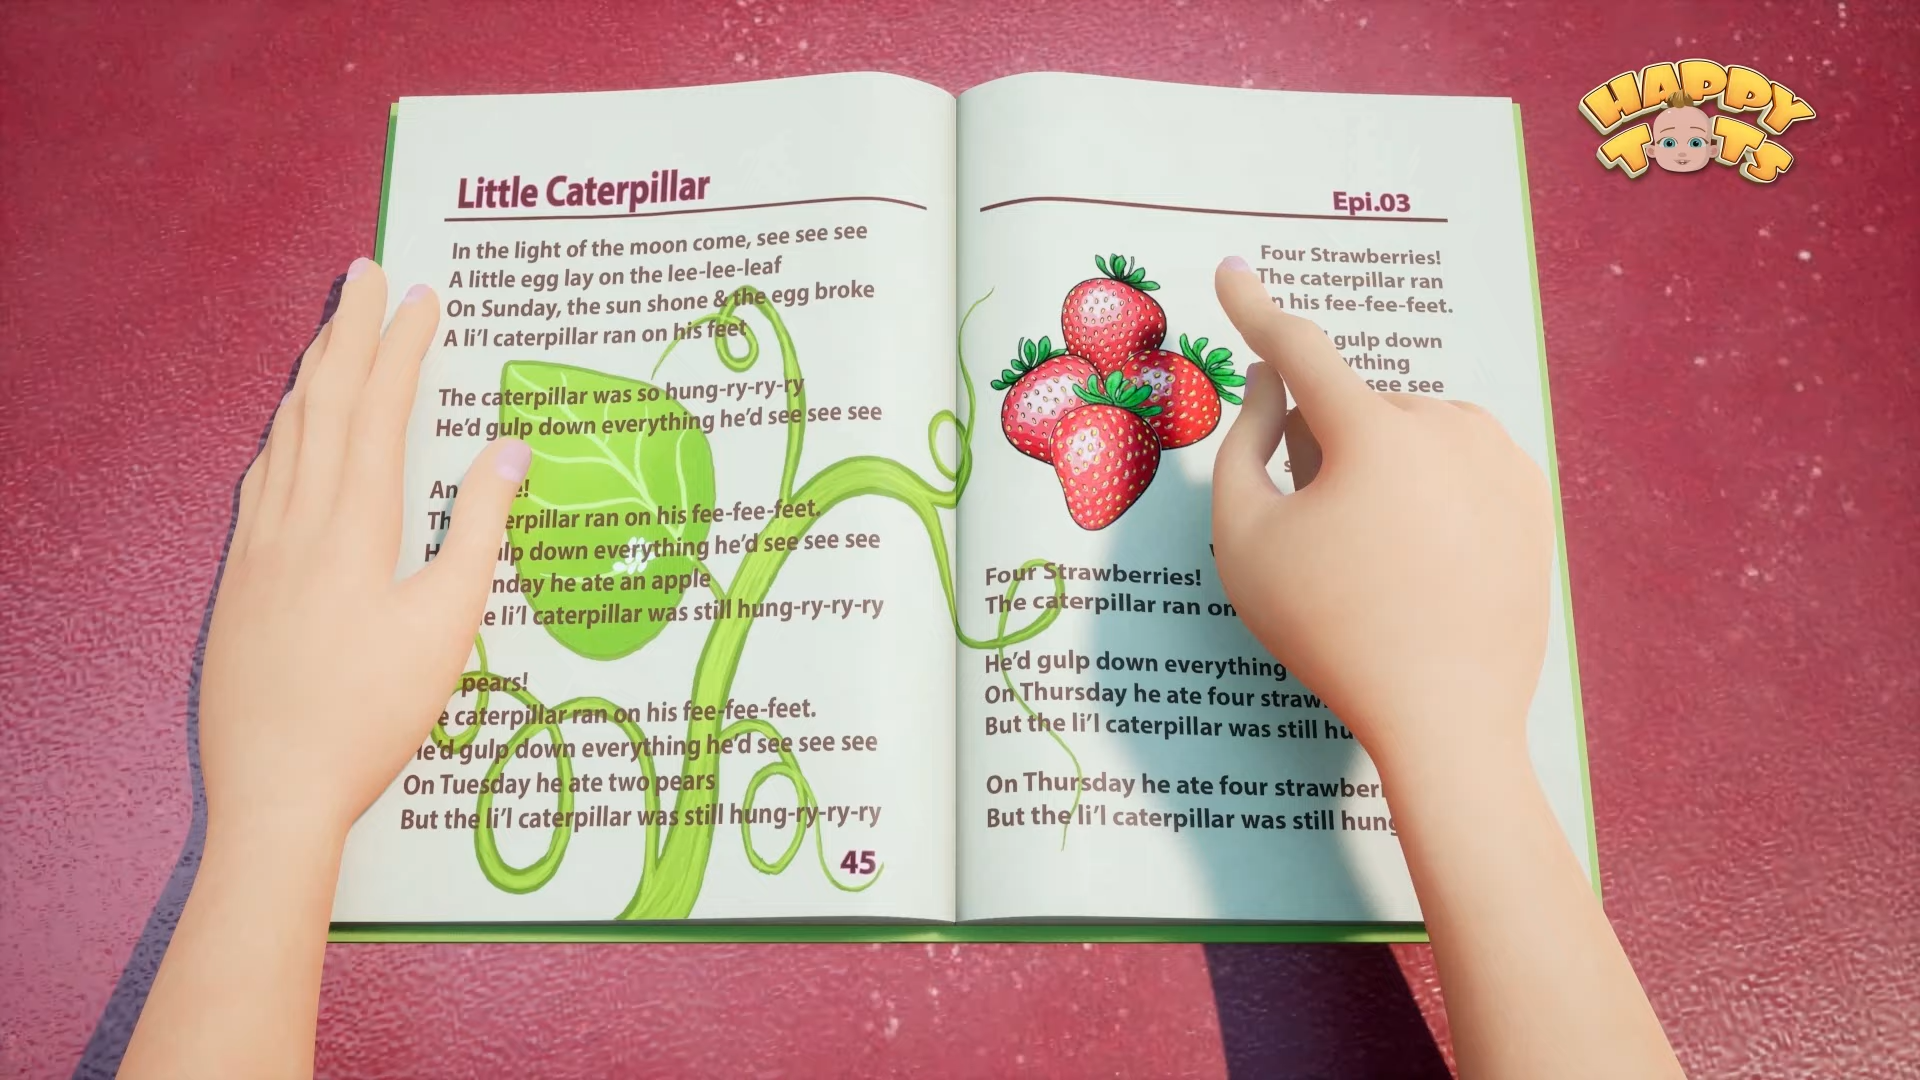 HAPPY
TOTS
Little Caterpillar
In the light of the moon come, see see see
A little egg lay on the lee-lee-leaf
On Sunday, the sun shone & the egg broke
A li'l caterpillar ran on his feet
The caterpillar was so hung-ry-ry-ry
He'd gulp down everything he'd see see see
ran on his fee-fee-feet.
down everything he'd see see see
he ate an apple
li'l caterpillar was still hung-ry-ry-ry
pears!
caterpillar ran on his fee-fee-feet.
gulp down everything he'd see see see
On Tuesday he ate two pears
But the li'l caterpillar was still hung-ry-ry-ry
45
Epi.03
Four Strawberries!
The caterpillar ran
his fee-fee-feet.
gulp down
see see
Four Strawberries!
The caterpillar ran on
He'd gulp down everything
On Thursday he ate four
But the li'l caterpillar was still
On Thursday he ate four
But the li'l caterpillar was still